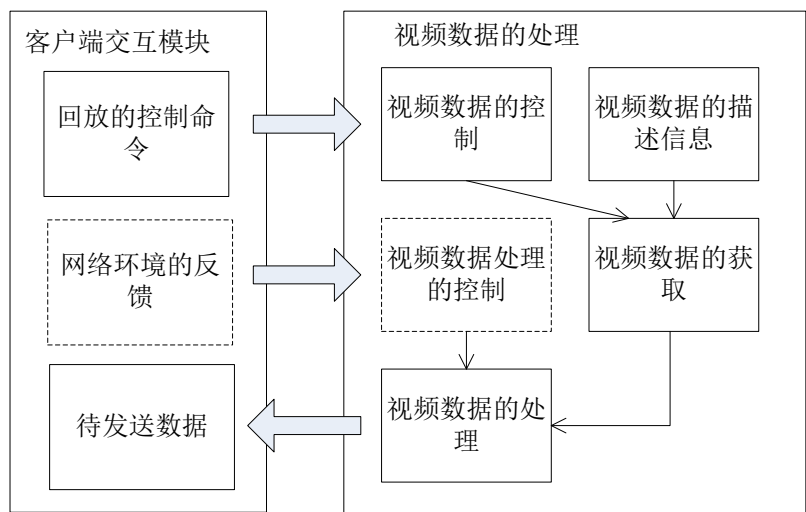 客户端交互模块
回放的控制命
令
网络环境的反
馈
待发送数据
视频数据的处理
视频数据的控
制
视频数据的描
述信息
视频数据处理
的控制
视频数据的获
取
视频数据的处
理